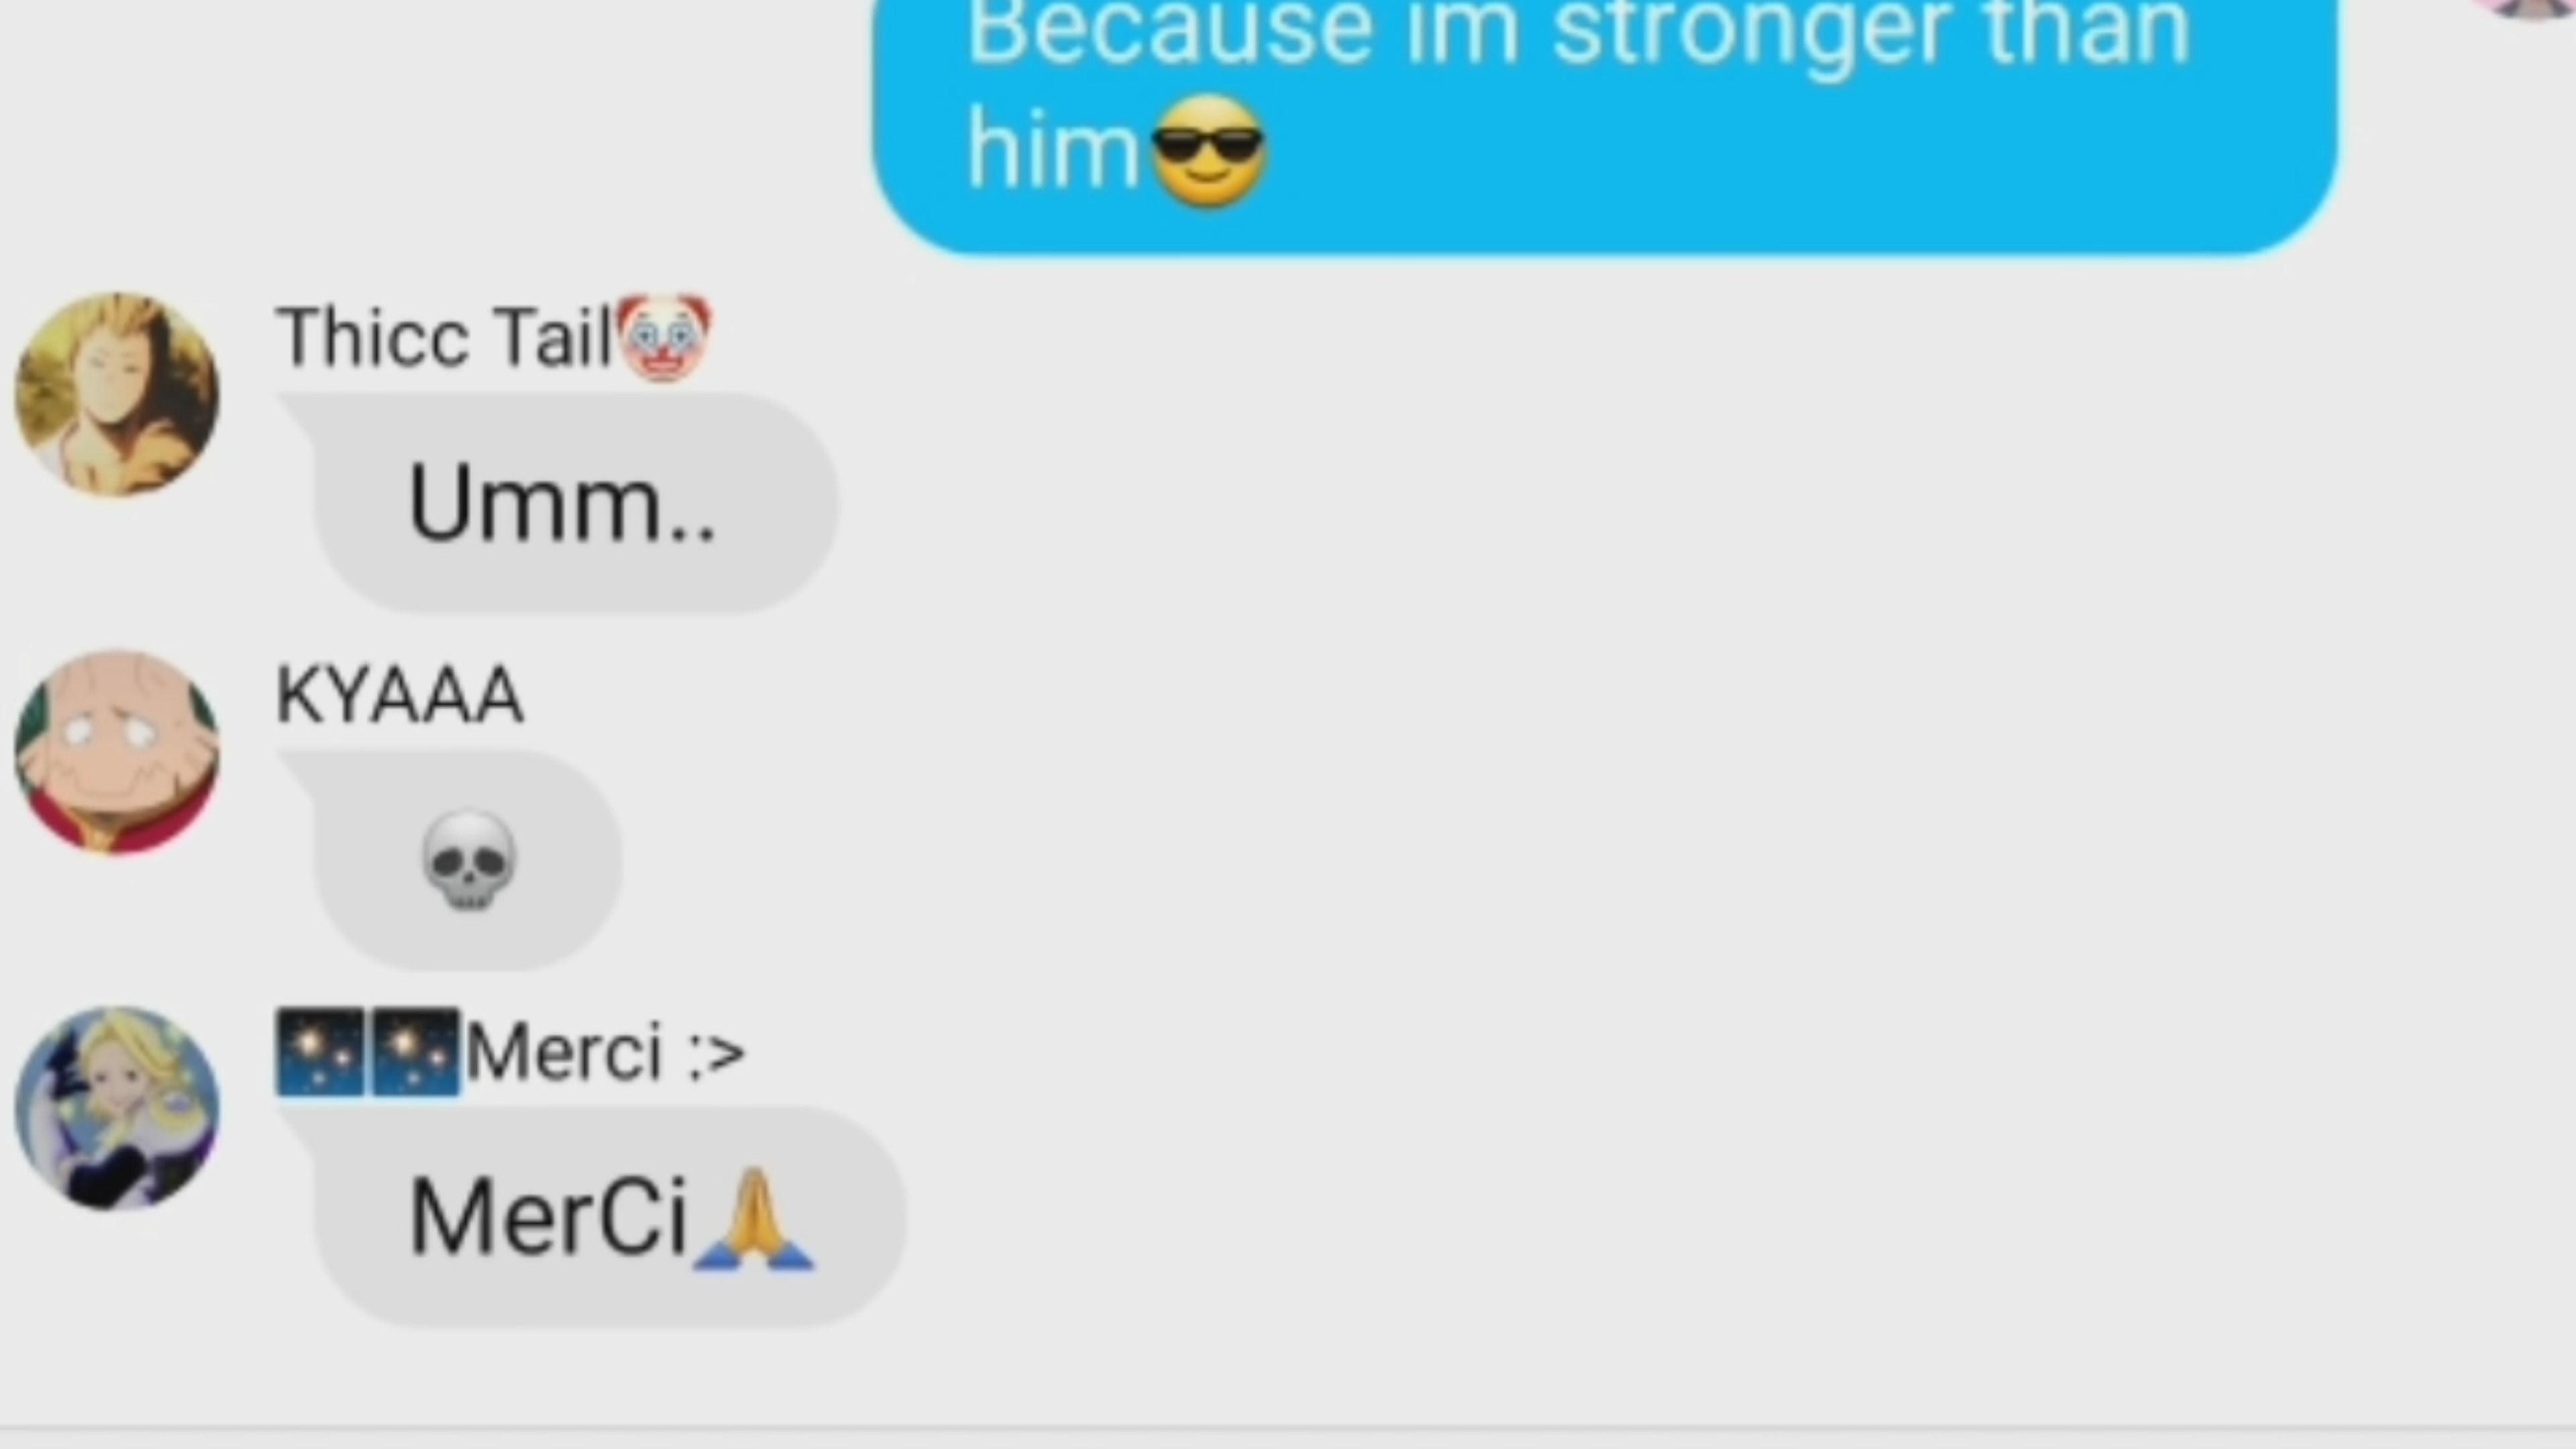 Because im stronger than
him😎
Thicc Tail🤡
Umm..
KYAAA
💀
🎇🎇Merci :>
MerCi🙏